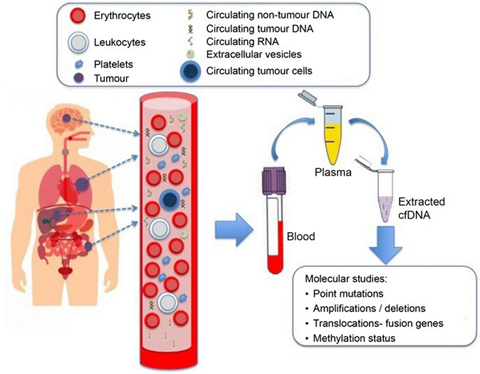 Erythrocytes
Leukocytes
Platelets
Tumour
Circulating non-tumour DNA
Circulating tumour DNA
Circulating RNA
Extracellular vesicles
Circulating tumour cells
Plasma
Blood
Extracted
cfDNA
Molecular studies:
• Point mutations
• Amplifications / deletions
• Translocations- fusion genes
• Methylation status